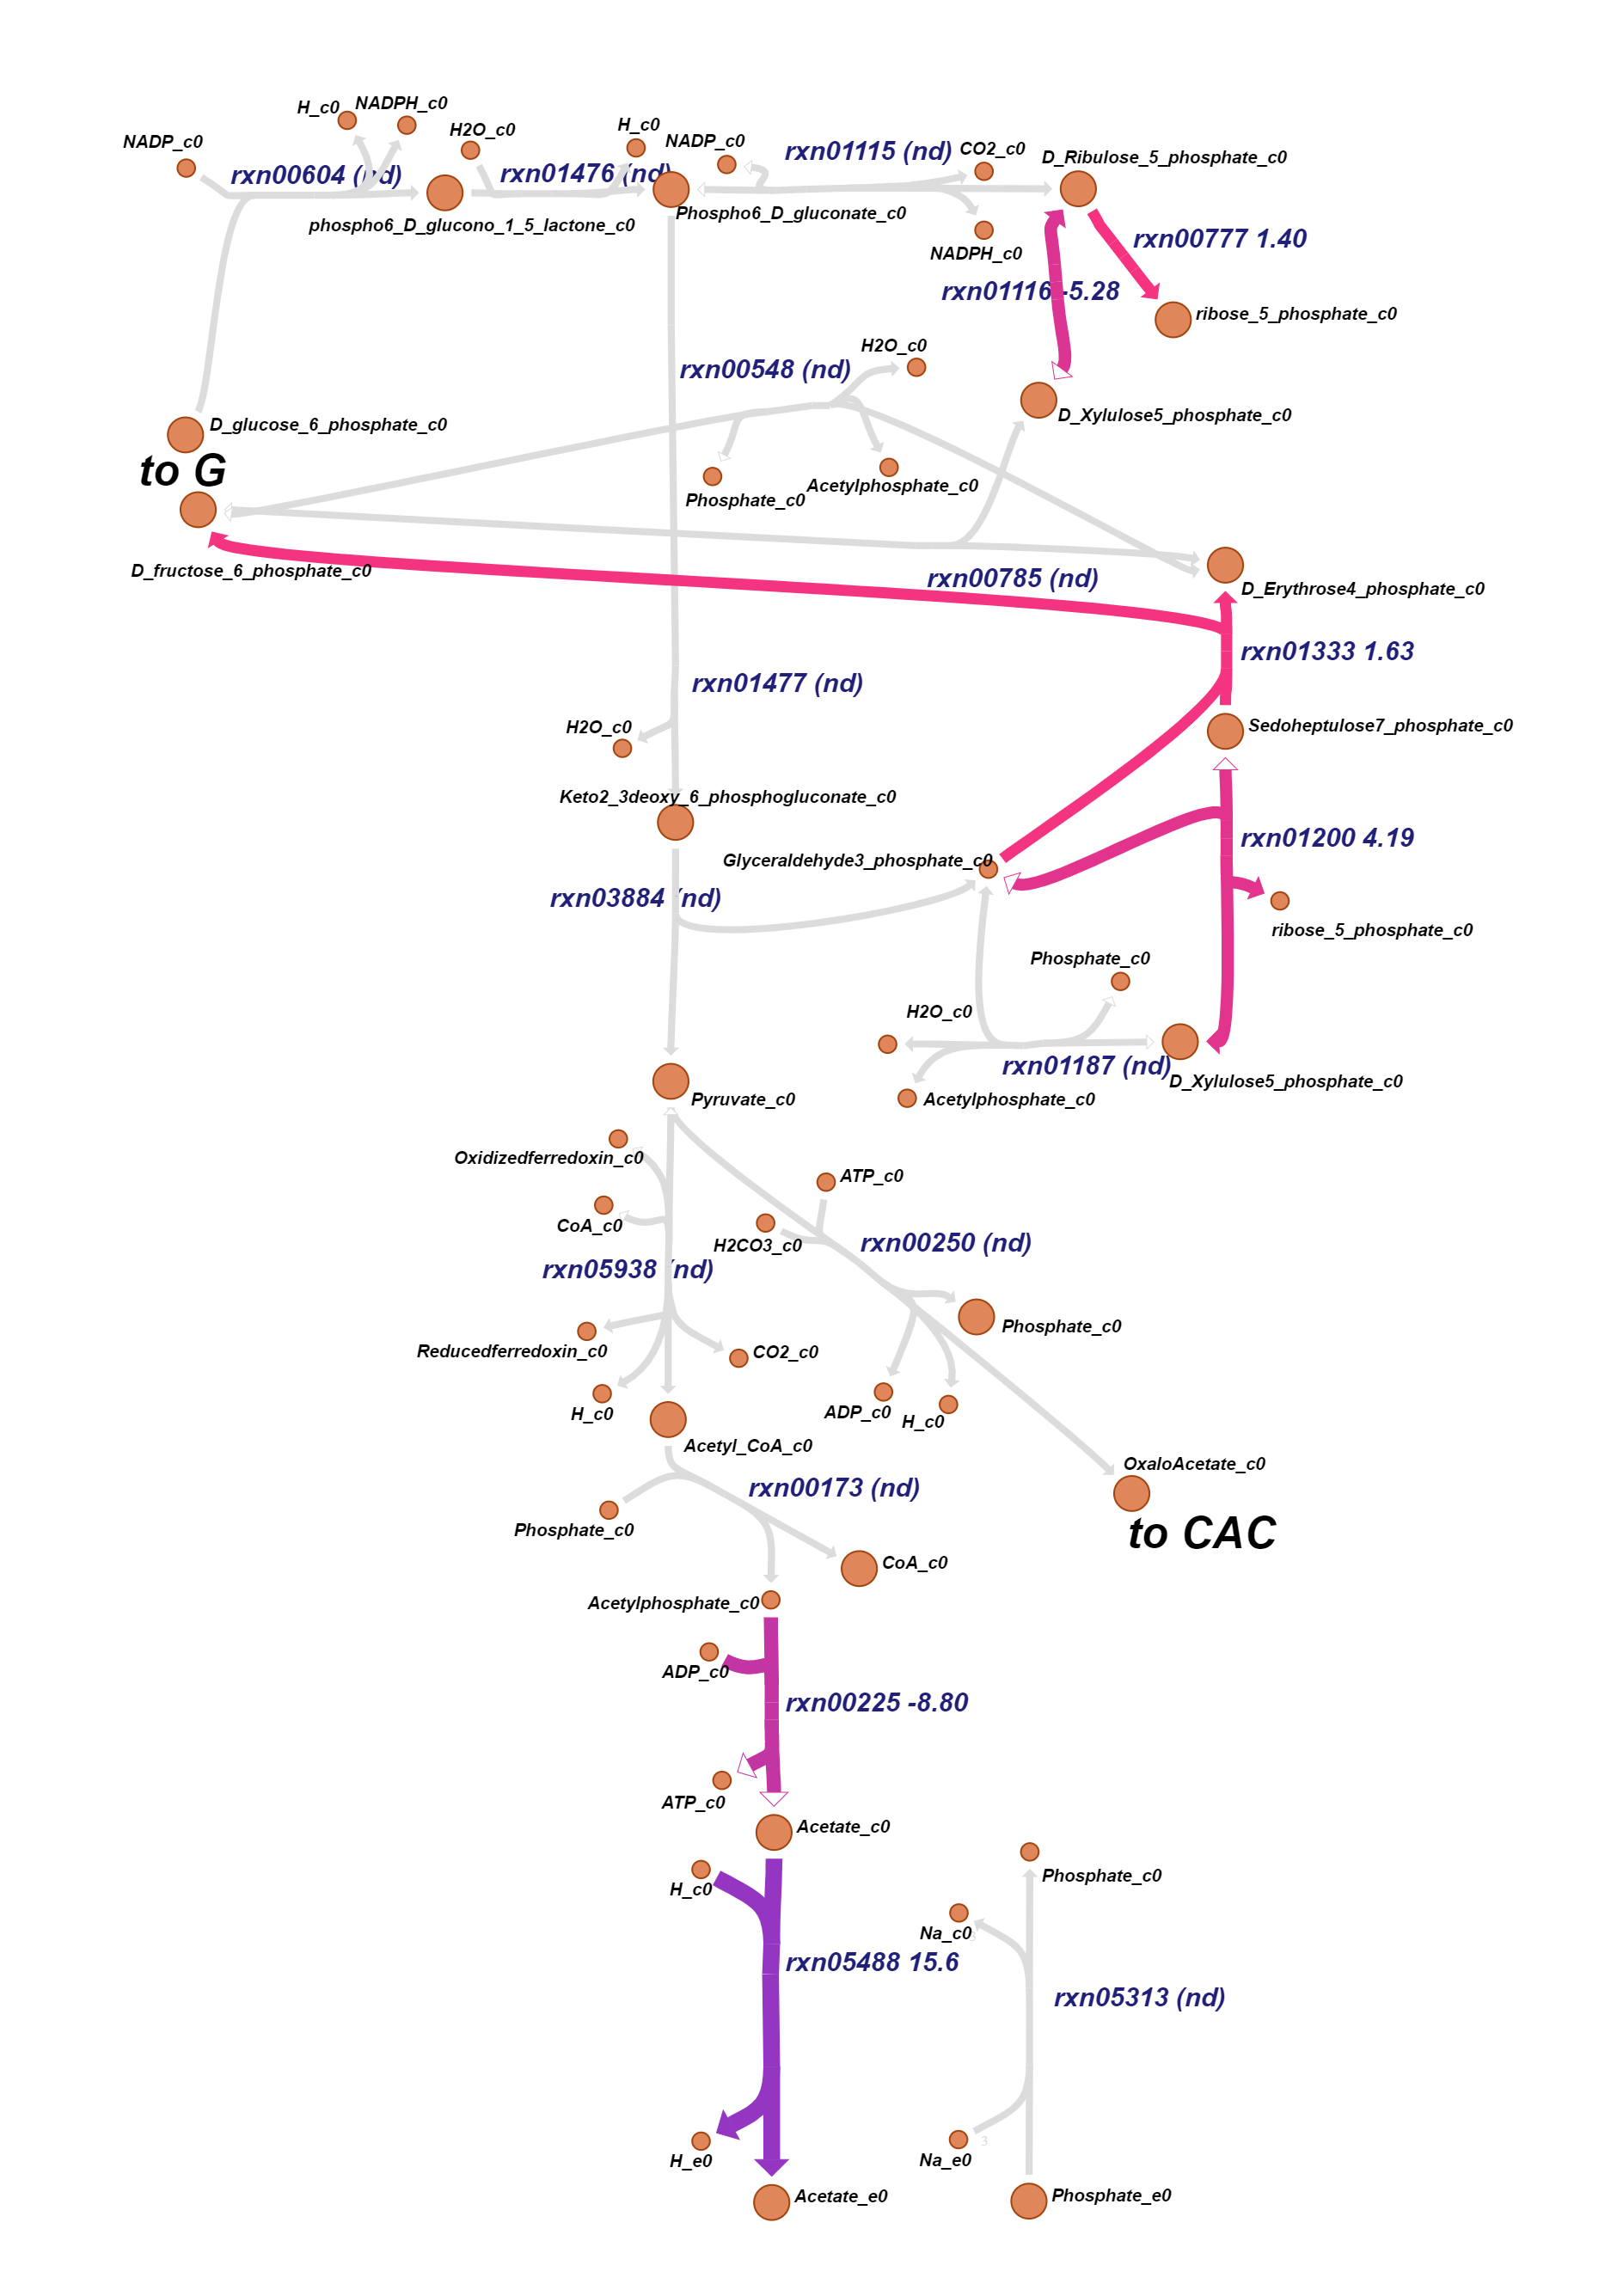 H_c0
NADPH_c0
NADP_c0
H2O_c0
H_c0
NADP_c0
rxn00604 (nd)
rxn01476 (nd)
rxn01115 (nd)
CO2_c0
D_Ribulose_5_phosphate_c0
phospho6_D_glucono_1_5_lactone_c0
Phospho6_D_gluconate_c0
NADPH_c0
rxn00777 1.40
rxn01116 -5.28
ribose_5_phosphate_c0
H2O_c0
rxn00548 (nd)
D_Xylulose5_phosphate_c0
D_glucose_6_phosphate_c0
to G
Phosphate_c0
Acetylphosphate_c0
D_fructose_6_phosphate_c0
rxn00785 (nd)
D_Erythrose4_phosphate_c0
rxn01333 1.63
rxn01477 (nd)
H2O_c0
Sedoheptulose7_phosphate_c0
Keto2_3deoxy_6_phosphogluconate_c0
Glyceraldehyde3_phosphate_c0
rxn01200 4.19
rxn03884 (nd)
ribose_5_phosphate_c0
Phosphate_c0
H2O_c0
rxn01187 (nd)
D_Xylulose5_phosphate_c0
Pyruvate_c0
Acetylphosphate_c0
Oxidizedferredoxin_c0
ATP_c0
CoA_c0
H2CO3_c0
rxn00250 (nd)
rxn05938 (nd)
Phosphate_c0
Reducedferredoxin_c0
CO2_c0
H_c0
ADP_c0
H_c0
Acetyl_CoA_c0
OxaloAcetate_c0
rxn00173 (nd)
to CAC
Phosphate_c0
CoA_c0
Acetylphosphate_c0
ADP_c0
rxn00225 -8.80
ATP_c0
Acetate_c0
H_c0
Phosphate_c0
Na_c0
3
rxn05488 15.6
rxn05313 (nd)
3
H_e0
Na_e0
Acetate_e0
Phosphate_e0